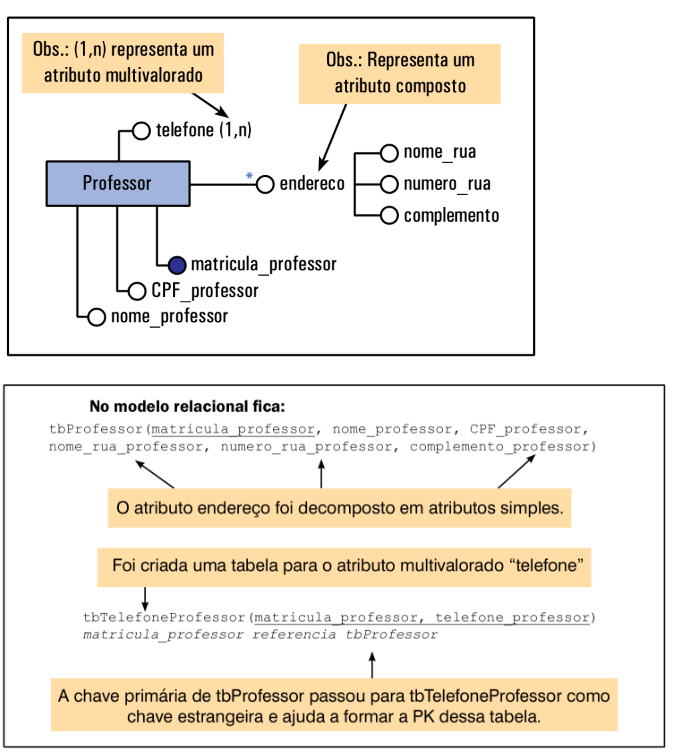 Obs.: (1,n) representa um
atributo multivalorado
Obs.: Representa um
atributo composto
telefone (1,n)
Professor
*
endereco
nome_rua
numero_rua
complemento
matricula_professor
CPF_professor
nome_professor
No modelo relacional fica:
tbProfessor(matricula_professor, nome_professor, CPF_professor,
nome_rua_professor, numero_rua_professor, complemento_professor)
O atributo endereço foi decomposto em atributos simples.
Foi criada uma tabela para o atributo multivalorado “telefone”
tbTelefoneProfessor(matricula_professor, telefone_professor)
matricula_professor referencia tbProfessor
A chave primária de tbProfessor passou para tbTelefoneProfessor como
chave estrangeira e ajuda a formar a PK dessa tabela.